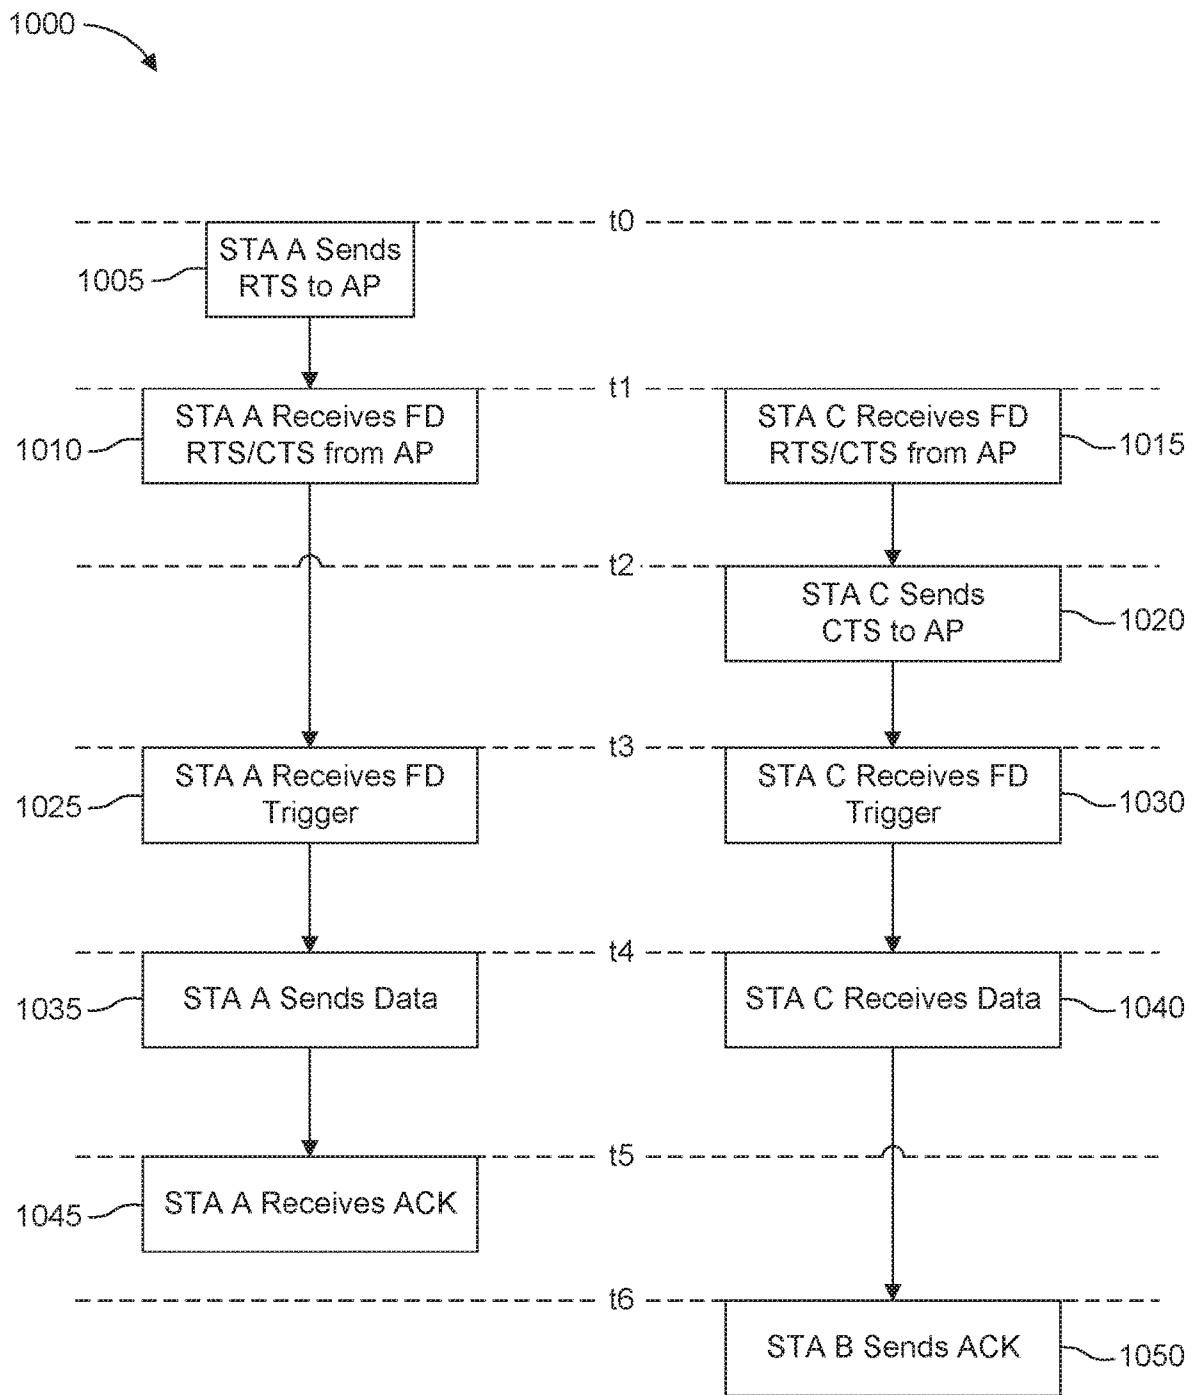 1000
t0
STA A Sends
RTS to AP
1005
t1
STA A Receives FD
RTS/CTS from AP
1010
STA C Receives FD
RTS/CTS from AP
1015
t2
STA C Sends
CTS to AP
1020
t3
STA A Receives FD
Trigger
1025
STA C Receives FD
Trigger
1030
t4
STA A Sends Data
1035
STA C Receives Data
1040
t5
STA A Receives ACK
1045
t6
STA B Sends ACK
1050